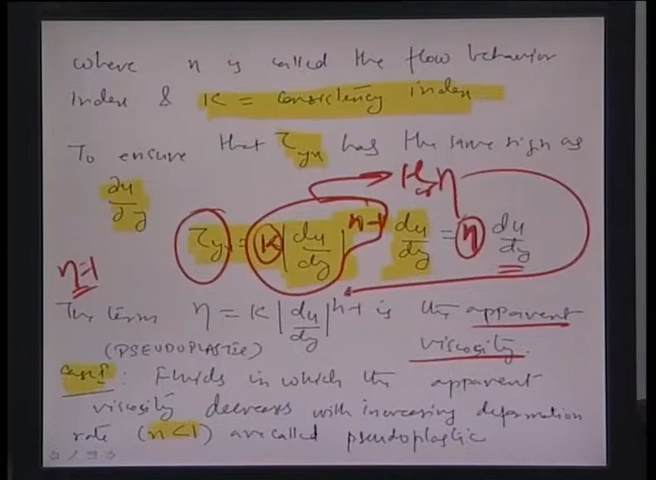 where n is called the flow behavior
index & K = consistency index
To ensure that τyx has the same sign as
∂u/∂y
τyx = K |du/dy|^n-1 du/dy = η du/dy
n=1
The term η = K |du/dy|^n-1 is the apparent
(PSEUDOPLASTIC) viscosity.
Case 1: Fluids in which the apparent
viscosity decreases with increasing deformation
rate (n<1) are called pseudoplastic